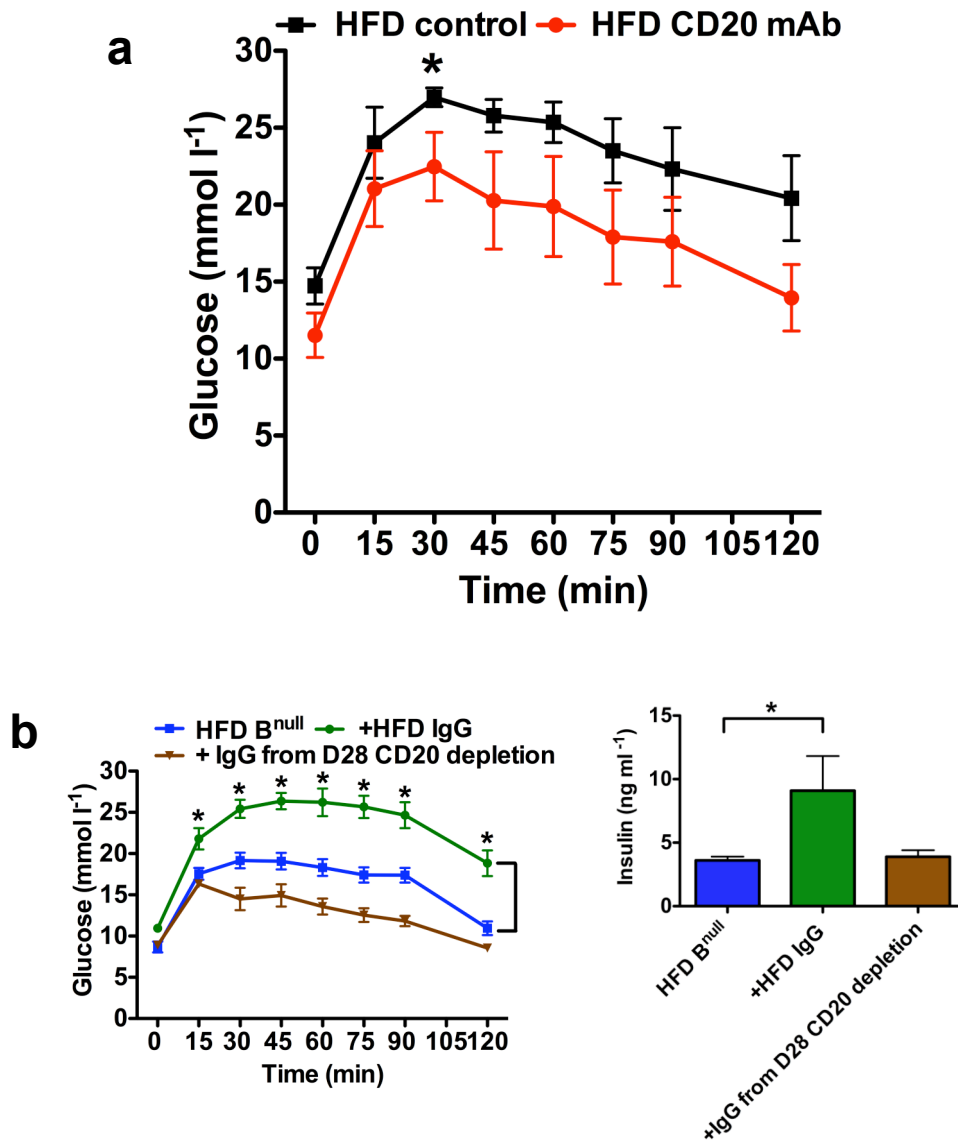 a
HFD control HFD CD20 mAb
*
30
25
20
15
10
5
0
Glucose (mmol l⁻¹)
0 15 30 45 60 75 90 105 120
Time (min)
b
HFD Bⁿᵘˡˡ +HFD IgG
+ IgG from D28 CD20 depletion
30
25
20
15
10
5
0
Glucose (mmol l⁻¹)
* * * * * * *
0 15 30 45 60 75 90 105 120
Time (min)
*
15
10
5
0
Insulin (ng ml ⁻¹)
HFD Bⁿᵘˡˡ
+HFD IgG
+IgG from D28 CD20 depletion